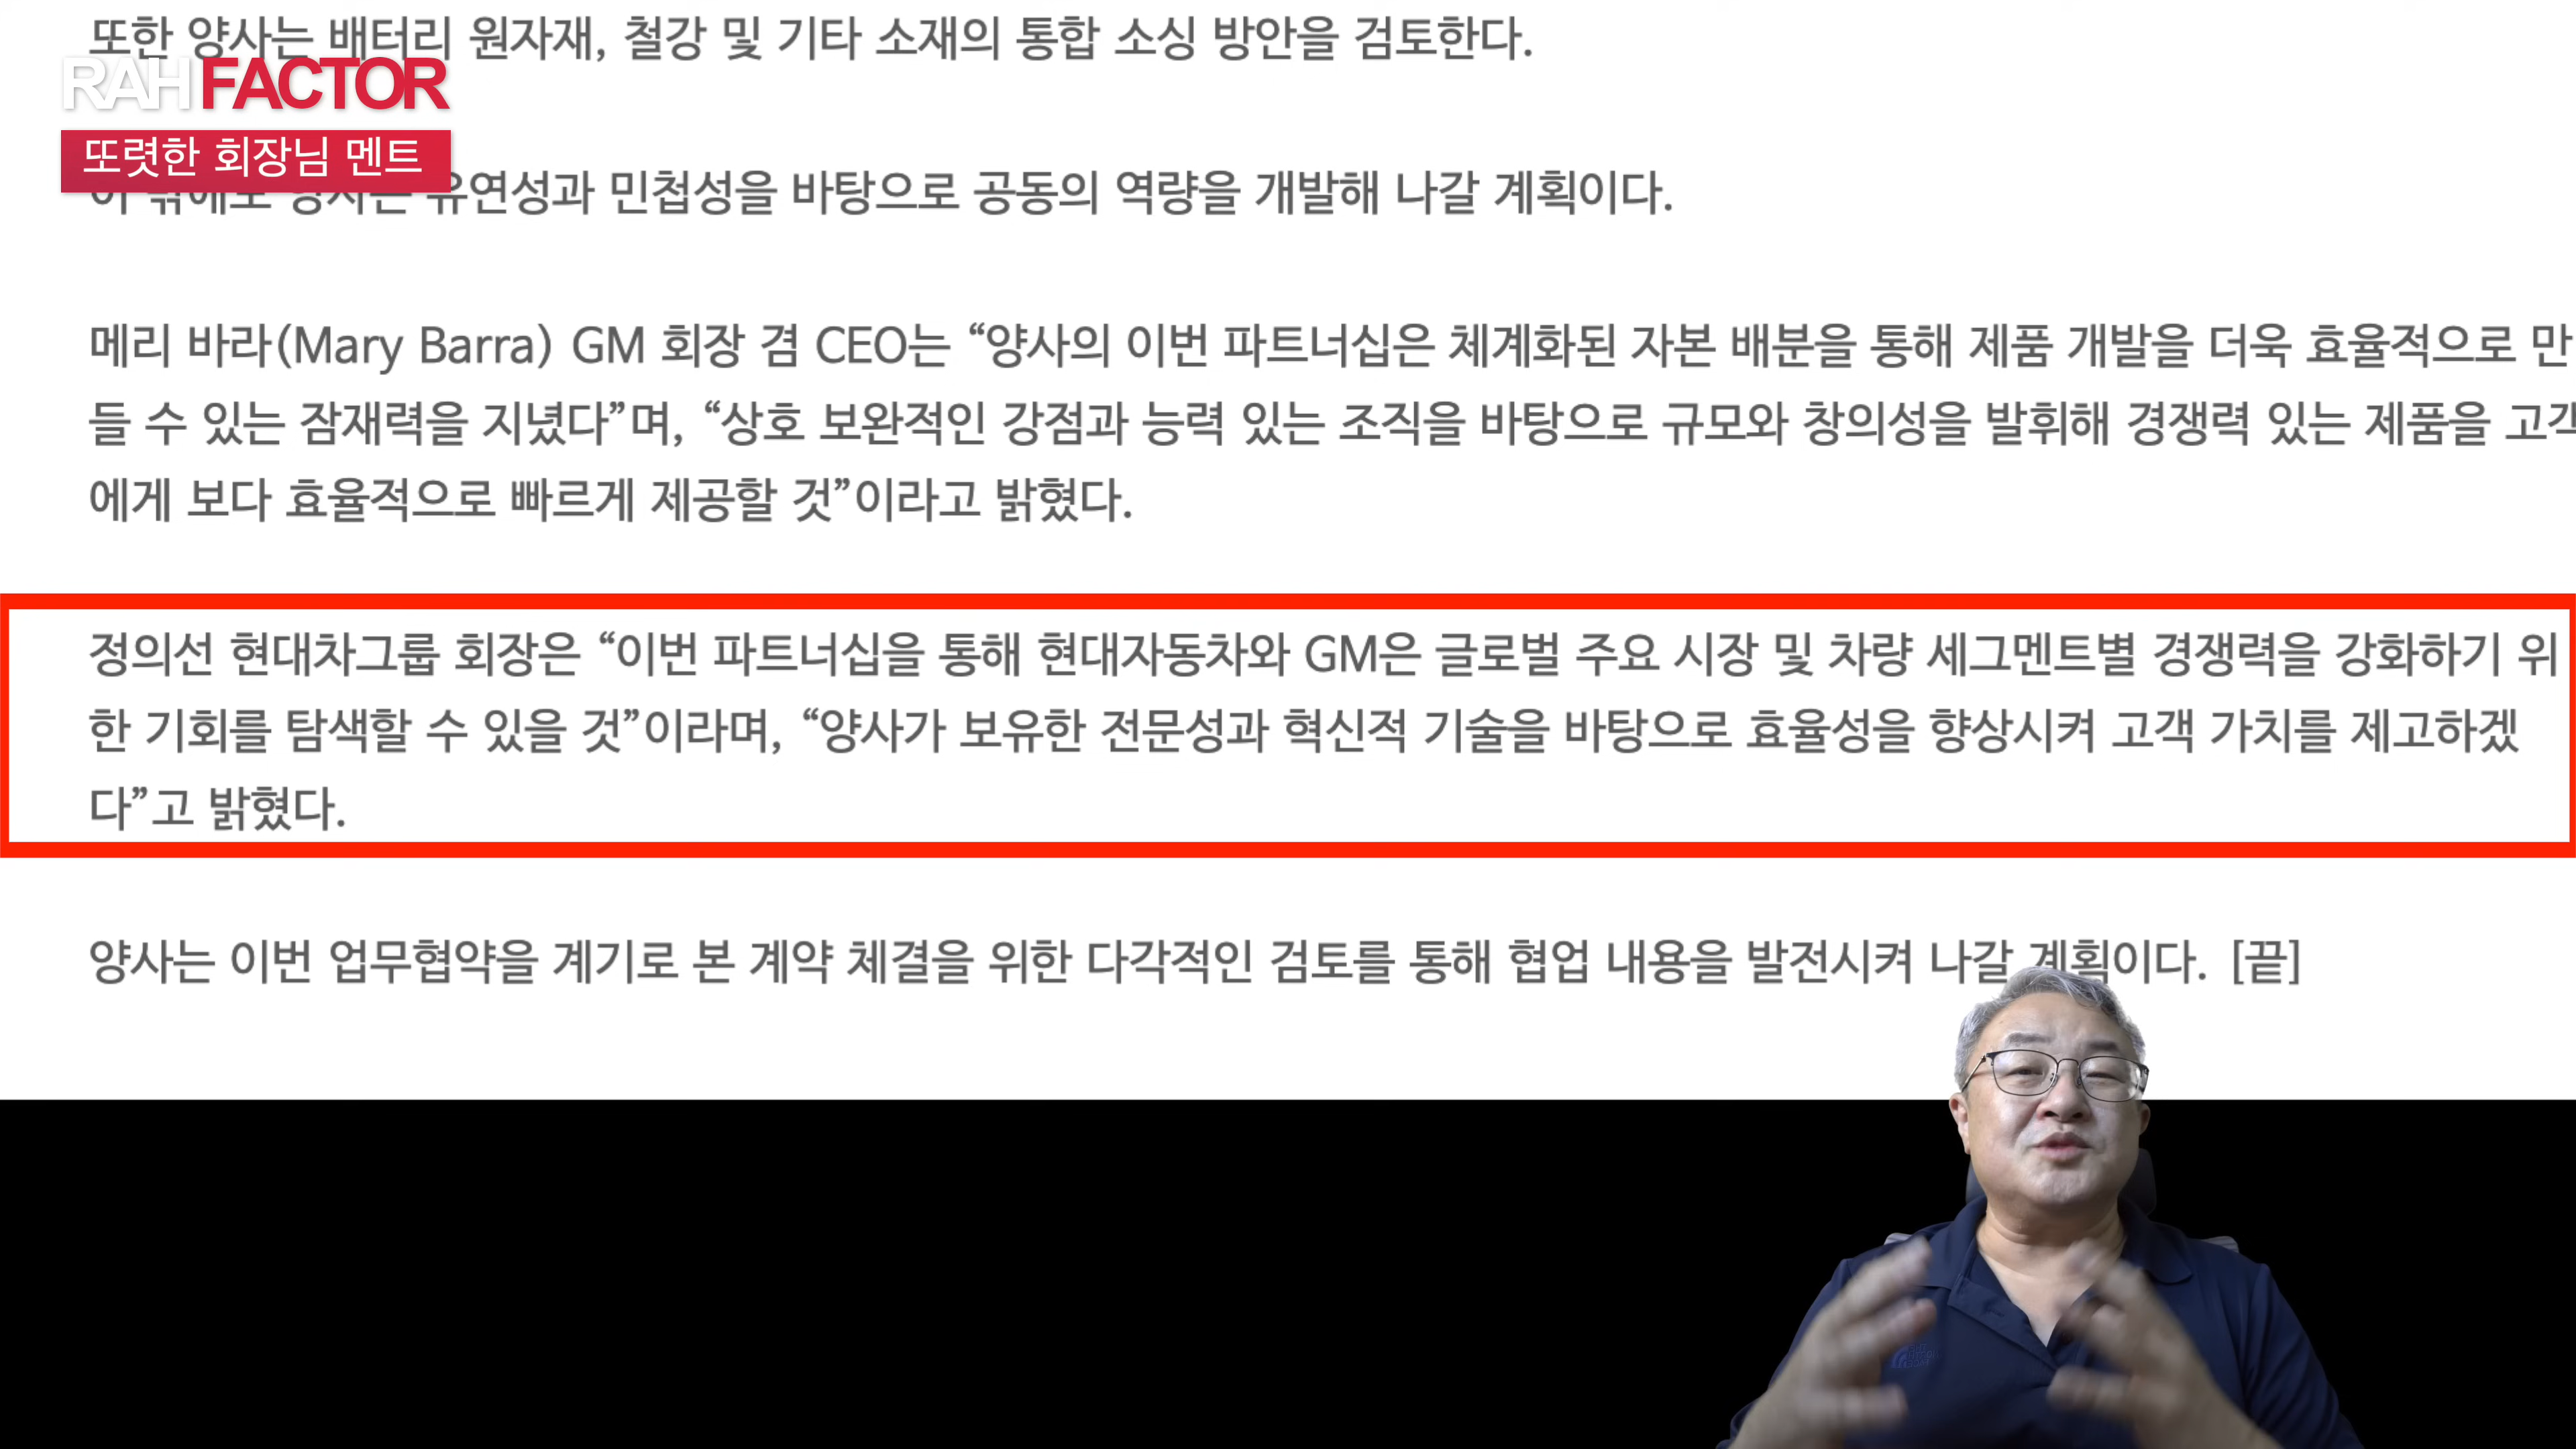 또한 양사는 배터리 원자재, 철강 및 기타 소재의 통합 소싱 방안을 검토한다.
RAH FACTOR
또렷한 회장님 멘트
이 밖에도 양사는 유연성과 민첩성을 바탕으로 공동의 역량을 개발해 나갈 계획이다.
메리 바라(Mary Barra) GM 회장 겸 CEO는 “양사의 이번 파트너십은 체계화된 자본 배분을 통해 제품 개발을 더욱 효율적으로 만
들 수 있는 잠재력을 지녔다”며, “상호 보완적인 강점과 능력 있는 조직을 바탕으로 규모와 창의성을 발휘해 경쟁력 있는 제품을 고객
에게 보다 효율적으로 빠르게 제공할 것”이라고 밝혔다.
정의선 현대차그룹 회장은 “이번 파트너십을 통해 현대자동차와 GM은 글로벌 주요 시장 및 차량 세그멘트별 경쟁력을 강화하기 위
한 기회를 탐색할 수 있을 것”이라며, “양사가 보유한 전문성과 혁신적 기술을 바탕으로 효율성을 향상시켜 고객 가치를 제고하겠
다”고 밝혔다.
양사는 이번 업무협약을 계기로 본 계약 체결을 위한 다각적인 검토를 통해 협업 내용을 발전시켜 나갈 계획이다. [끝]